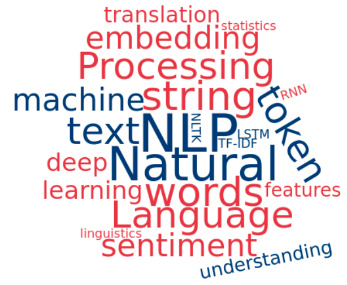 translation
statistics
embedding
Processing
RNN
machine
string
token
text
NLP
NLTK
LSTM
TF-IDF
deep
Natural
learning
words
features
Language
linguistics
sentiment
understanding